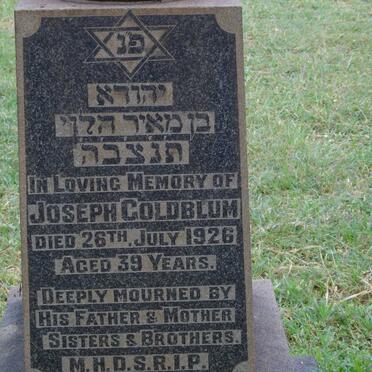 פנ
יהודא
בן מאיר הלוי
תנצבה
IN LOVING MEMORY OF
JOSEPH GOLDBLUM
DIED 26TH. JULY 1926
AGED 39 YEARS.
DEEPLY MOURNED BY
HIS FATHER & MOTHER
SISTERS & BROTHERS.
M.H.D.S.R.I.P.